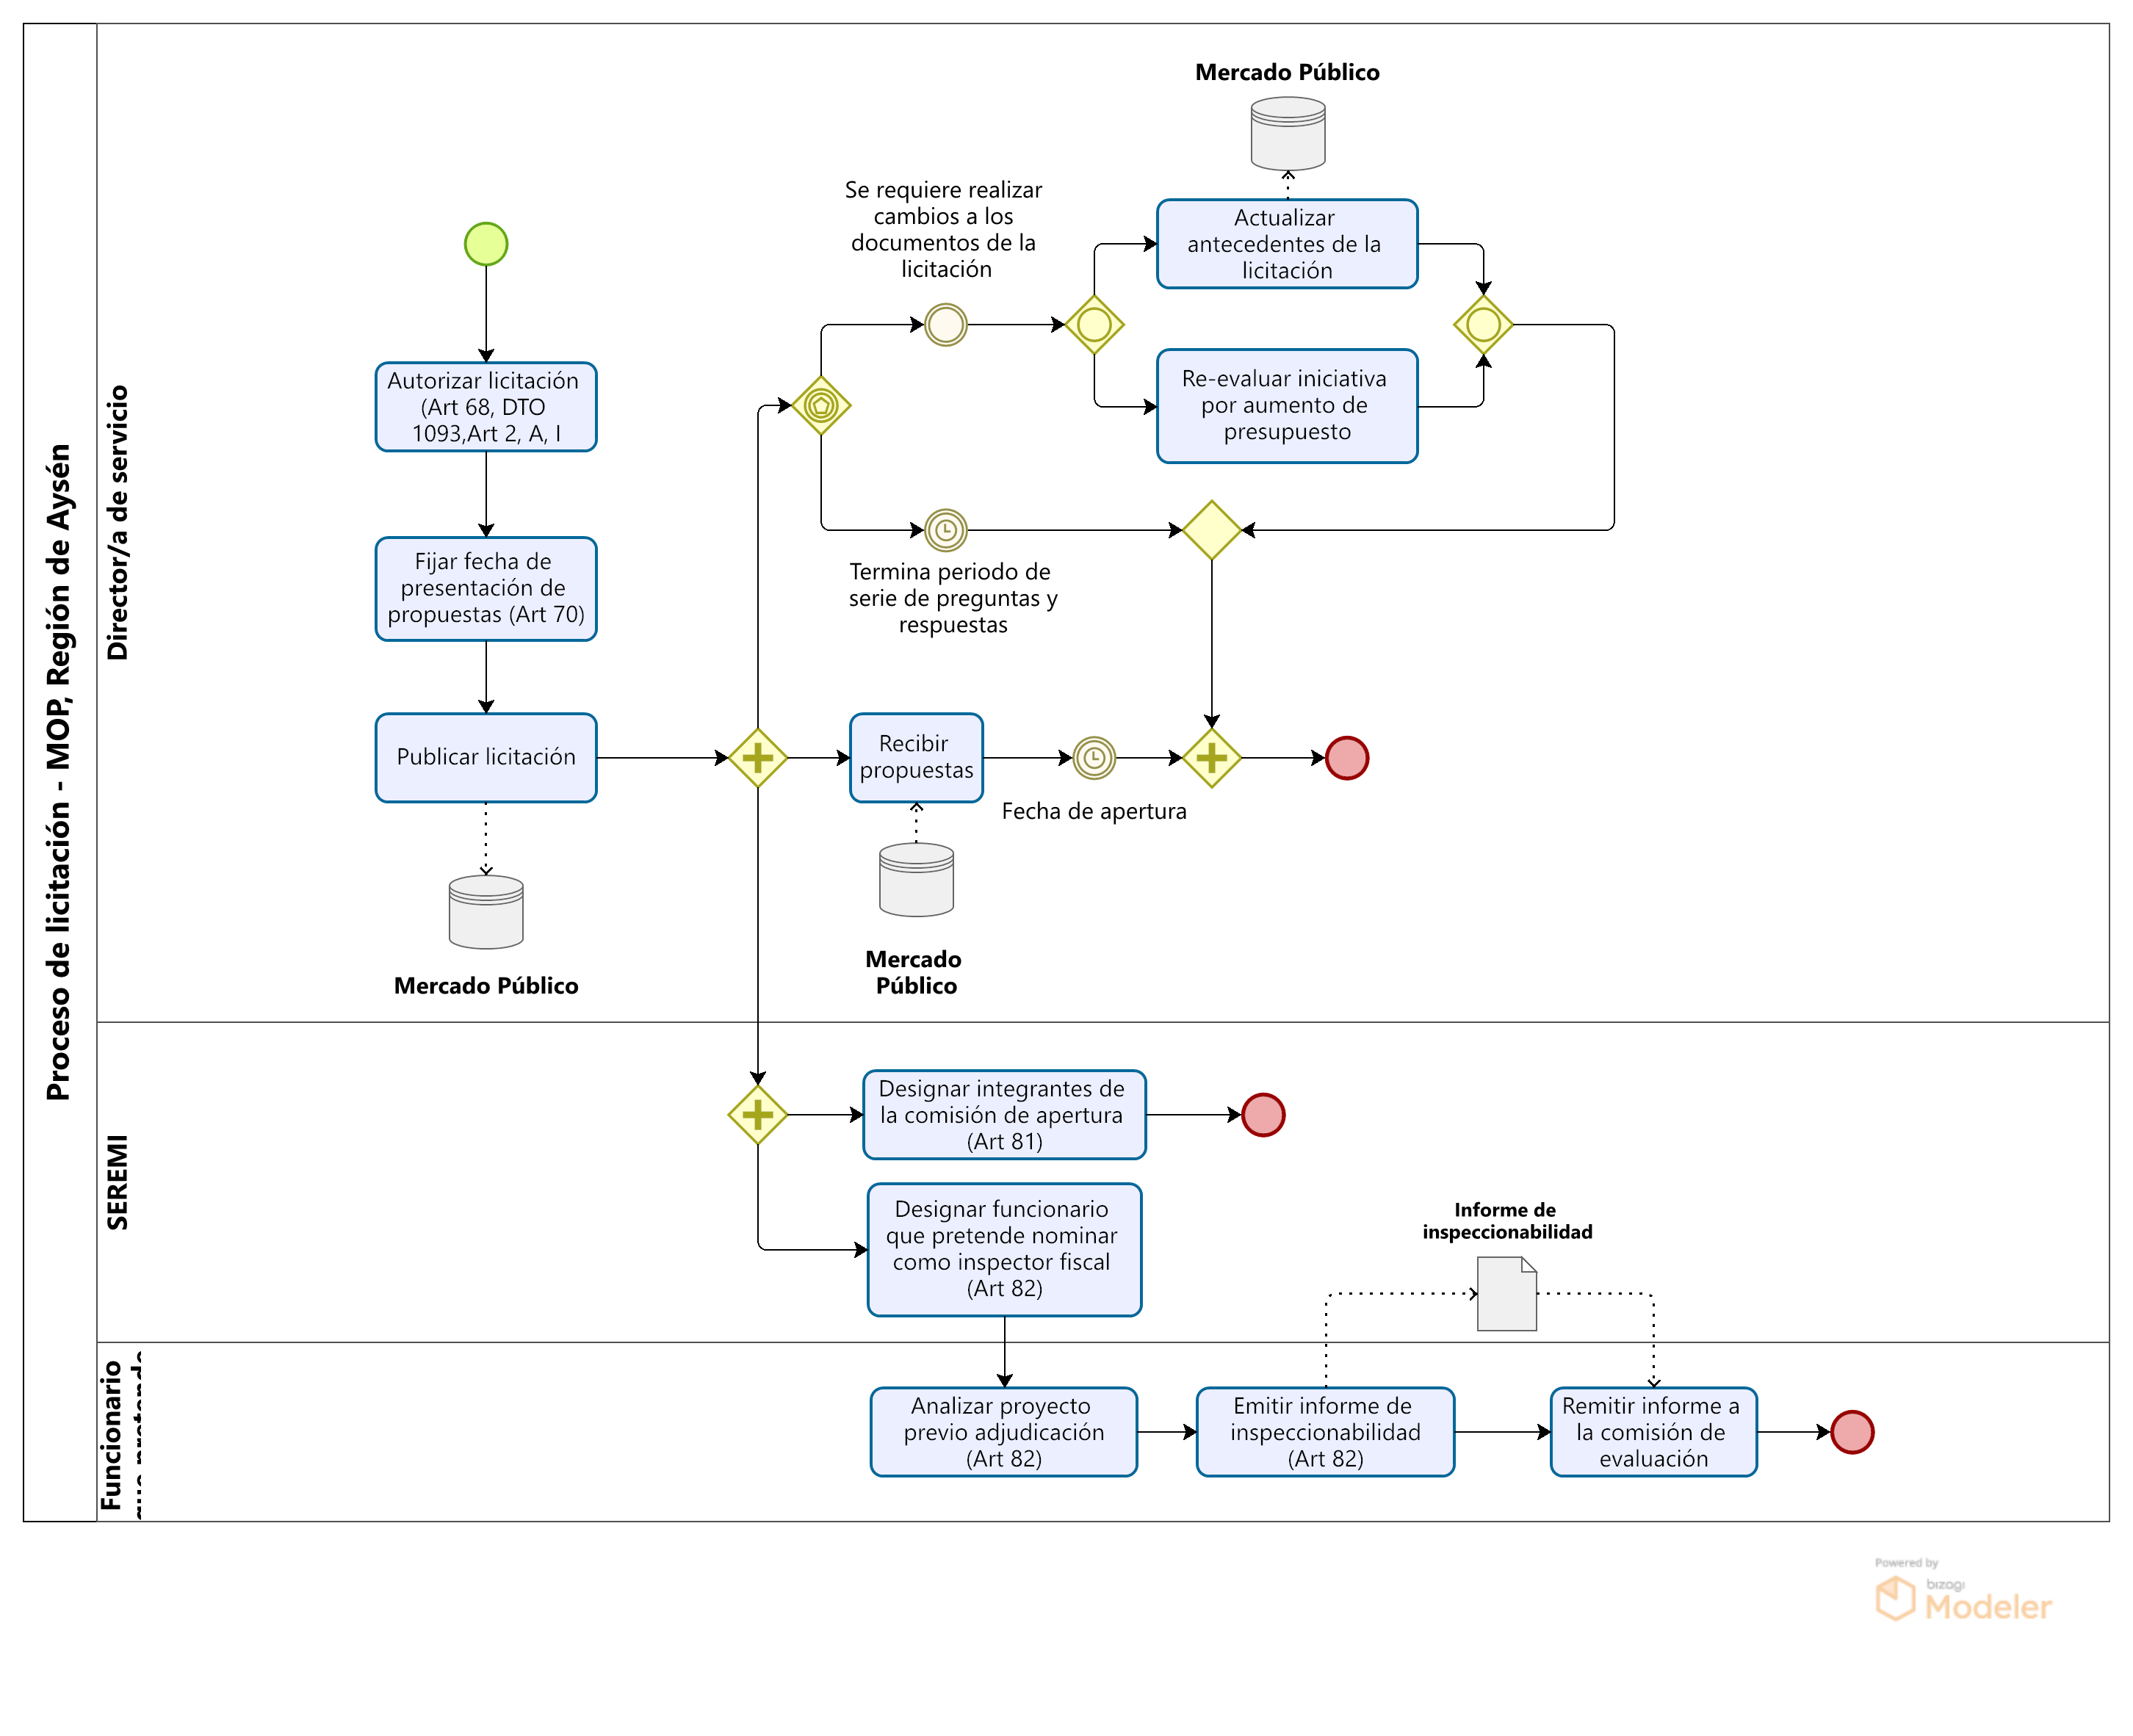 Proceso de licitación - MOP, Región de Aysén
Director/a de servicio
Mercado Público
Se requiere realizar
cambios a los
documentos de la
licitación
Actualizar
antecedentes de la
licitación
Autorizar licitación
(Art 68, DTO
1093,Art 2, A, I
Re-evaluar iniciativa
por aumento de
presupuesto
Fijar fecha de
presentación de
propuestas (Art 70)
Termina periodo de
serie de preguntas y
respuestas
Publicar licitación
Recibir
propuestas
Fecha de apertura
Mercado Público
Mercado
Público
SEREMI
Designar integrantes de
la comisión de apertura
(Art 81)
Designar funcionario
que pretende nominar
como inspector fiscal
(Art 82)
Informe de
inspeccionabilidad
Funcionario
Analizar proyecto
previo adjudicación
(Art 82)
Emitir informe de
inspeccionabilidad
(Art 82)
Remitir informe a
la comisión de
evaluación
Powered by
bizagi
Modeler